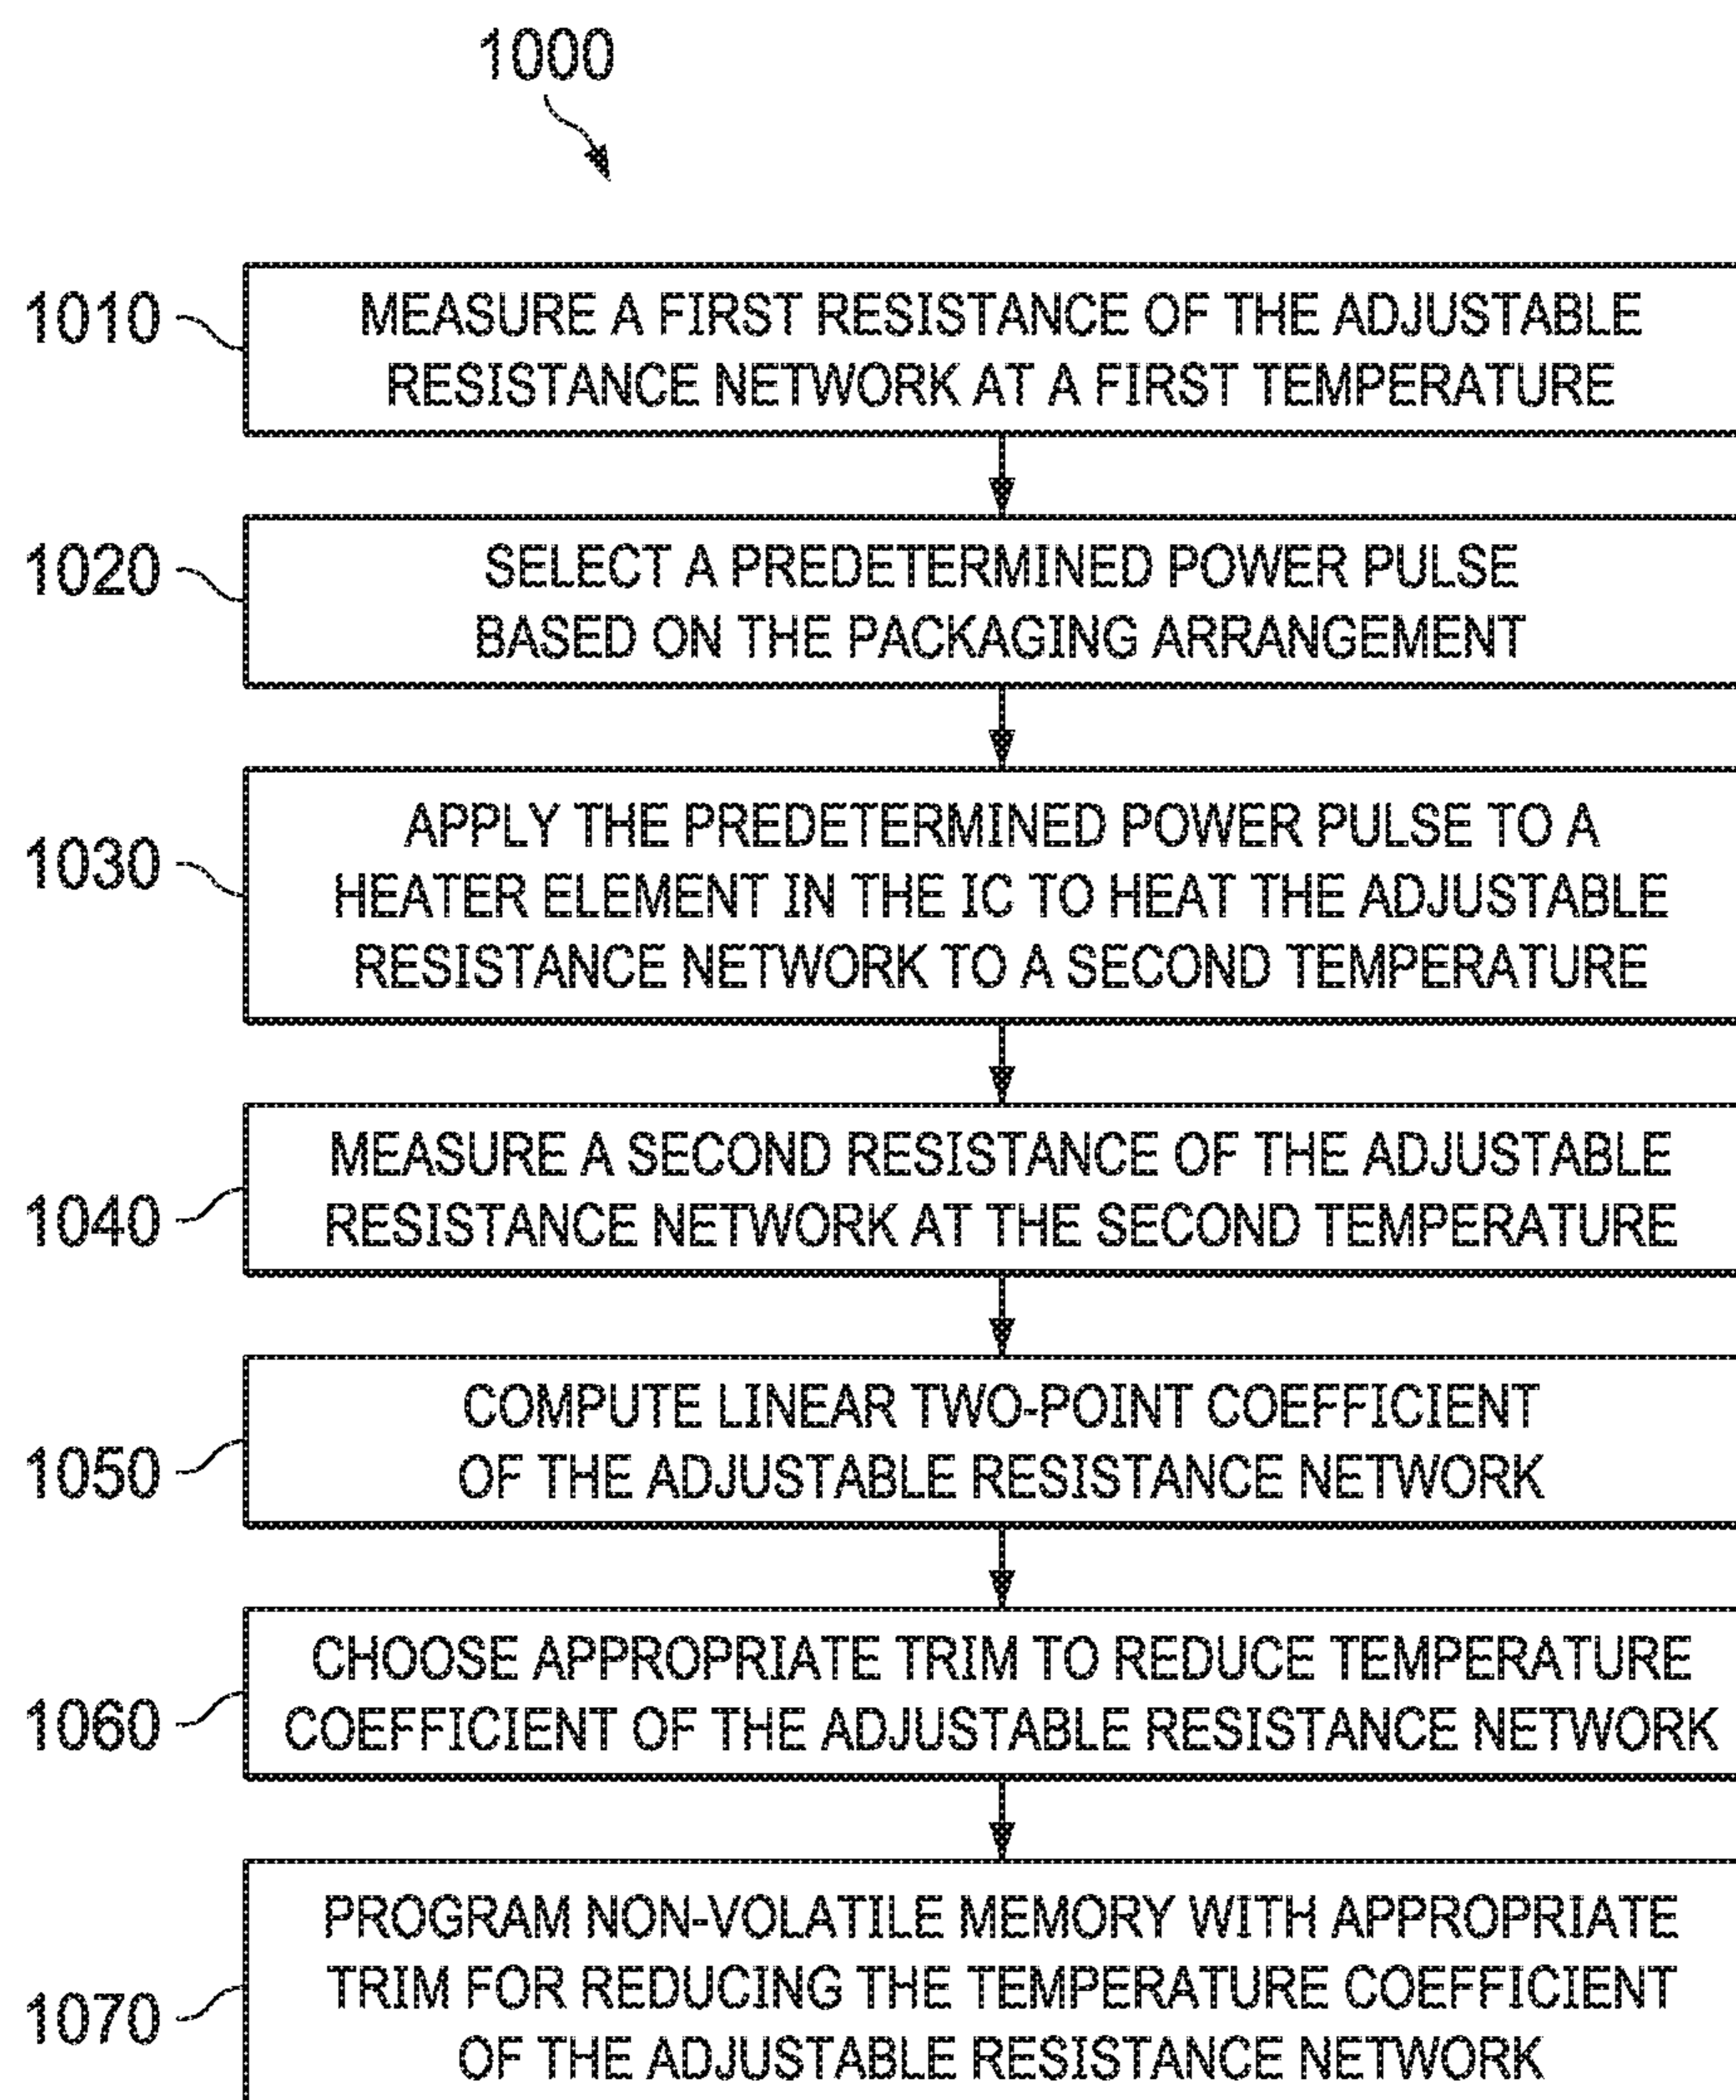 1000
1010
MEASURE A FIRST RESISTANCE OF THE ADJUSTABLE
RESISTANCE NETWORK AT A FIRST TEMPERATURE
1020
SELECT A PREDETERMINED POWER PULSE
BASED ON THE PACKAGING ARRANGEMENT
1030
APPLY THE PREDETERMINED POWER PULSE TO A
HEATER ELEMENT IN THE IC TO HEAT THE ADJUSTABLE
RESISTANCE NETWORK TO A SECOND TEMPERATURE
1040
MEASURE A SECOND RESISTANCE OF THE ADJUSTABLE
RESISTANCE NETWORK AT THE SECOND TEMPERATURE
1050
COMPUTE LINEAR TWO-POINT COEFFICIENT
OF THE ADJUSTABLE RESISTANCE NETWORK
1060
CHOOSE APPROPRIATE TRIM TO REDUCE TEMPERATURE
COEFFICIENT OF THE ADJUSTABLE RESISTANCE NETWORK
1070
PROGRAM NON-VOLATILE MEMORY WITH APPROPRIATE
TRIM FOR REDUCING THE TEMPERATURE COEFFICIENT
OF THE ADJUSTABLE RESISTANCE NETWORK